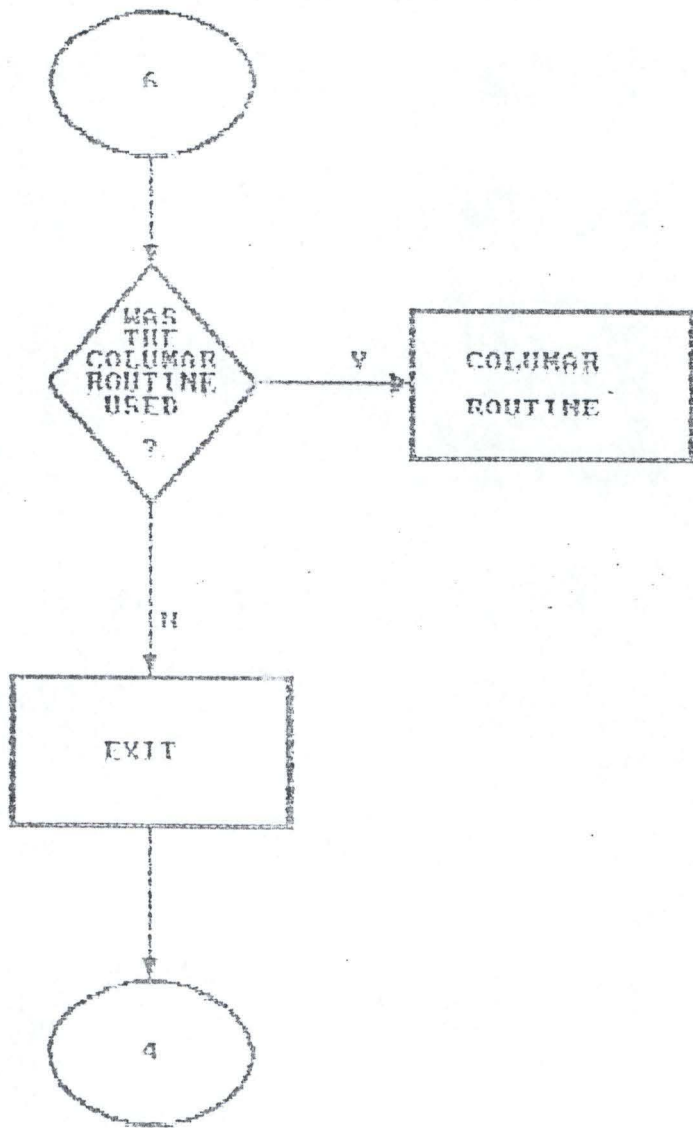 6
WAS
THE
COLUMAR
ROUTINE
USED
?
Y
COLUMAR
ROUTINE
N
EXIT
4